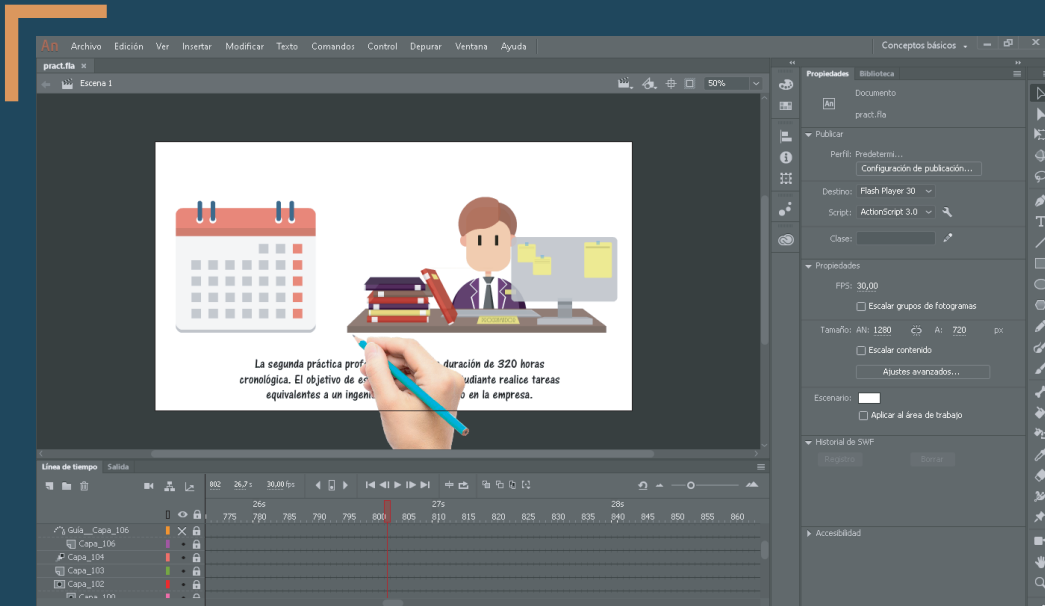 An Archivo Edición Ver Insertar Modificar Texto Comandos Control Depurar Ventana Ayuda Conceptos básicos
pract.fla ×
Escena 1 50%
Propiedades Biblioteca
Documento
An
pract.fla
Publicar
Perfil: Predetermi...
Configuración de publicación...
Destino: Flash Player 30
Script: ActionScript 3.0
Clase:
Propiedades
FPS: 30,00
Escalar grupos de fotogramas
Tamaño: AN: 1280 A: 720 px
Escalar contenido
Ajustes avanzados...
Escenario:
Aplicar al área de trabajo
Historial de SWF
Registro Borrar
Accesibilidad
La segunda práctica prof duración de 320 horas
cronológica. El objetivo de es udiante realice tareas
equivalentes a un ingeni o en la empresa.
Línea de tiempo Salida
802 26,7 s 30,00 fps
26s 27s 28s
775 780 785 790 795 800 805 810 815 820 825 830 835 840 845 850 855 860
Guía__Capa_106
Capa_106
Capa_104
Capa_103
Capa_102
Capa_100